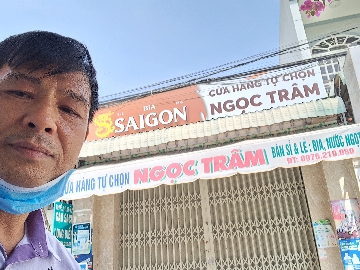 BIA
SAIGON
CỬA HÀNG TỰ CHỌN
NGỌC TRÂM
CỬA HÀNG TỰ CHỌN
NGỌC TRÂM
BÁN SỈ & LẺ : BIA, NƯỚC NGỌT